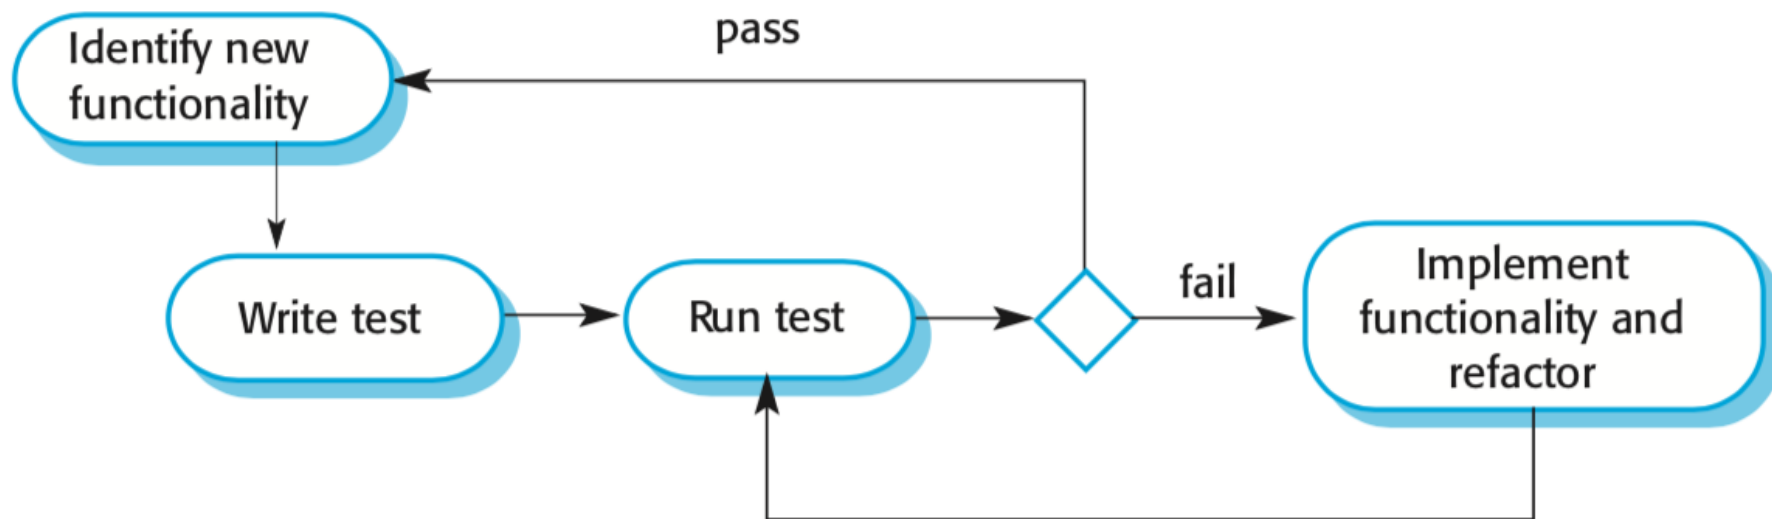 pass
Identify new
functionality
fail
Write test
Run test
Implement
functionality and
refactor